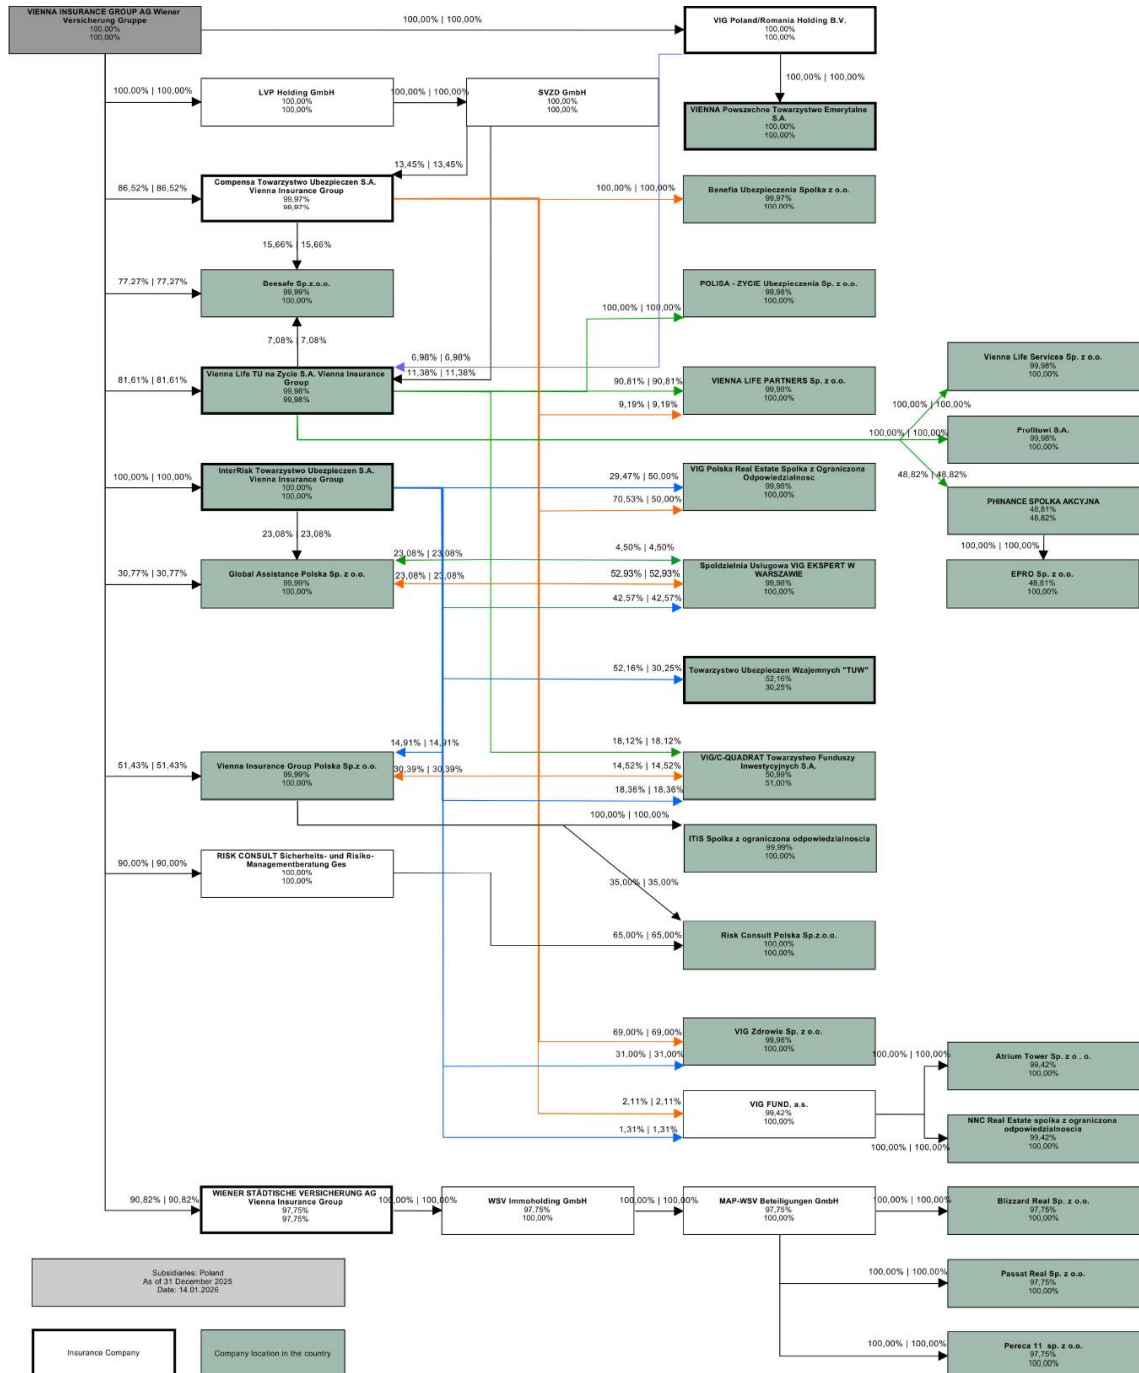 VIENNA INSURANCE GROUP AG Wiener
Versicherung Gruppe
100,00%
100,00%
100,00% | 100,00%
VIG Poland/Romania Holding B.V.
100,00%
100,00%
100,00% | 100,00%
100,00% | 100,00%
LVP Holding GmbH
100,00%
100,00%
100,00% | 100,00%
SVZD GmbH
100,00%
100,00%
VIENNA Powszechne Towarzystwo Emerytalne
S.A.
100,00%
100,00%
13,45% | 13,45%
86,52% | 86,52%
Compensa Towarzystwo Ubezpieczen S.A.
Vienna Insurance Group
99,97%
99,97%
100,00% | 100,00%
Benefia Ubezpieczenia Spolka z o.o.
99,97%
100,00%
15,66% | 15,66%
77,27% | 77,27%
Beesafe Sp.z.o.o.
99,99%
100,00%
POLISA - ZYCIE Ubezpieczenia Sp. z o.o.
99,98%
100,00%
100,00% | 100,00%
7,08% | 7,08%
6,98% | 6,98%
11,38% | 11,38%
81,61% | 81,61%
Vienna Life TU na Zycie S.A. Vienna Insurance
Group
99,98%
99,98%
90,81% | 90,81%
9,19% | 9,19%
VIENNA LIFE PARTNERS Sp. z o.o.
99,98%
100,00%
Vienna Life Services Sp. z o.o.
99,98%
100,00%
100,00% | 100,00%
100,00% | 100,00%
Profitowi S.A.
99,98%
100,00%
48,82% | 48,82%
PHINANCE SPOLKA AKCYJNA
48,81%
48,82%
100,00% | 100,00%
EPRO Sp. z o.o.
48,81%
100,00%
100,00% | 100,00%
InterRisk Towarzystwo Ubezpieczen S.A.
Vienna Insurance Group
100,00%
100,00%
29,47% | 50,00%
70,53% | 50,00%
VIG Polska Real Estate Spolka z Ograniczona
Odpowiedzialnosc
99,98%
100,00%
23,08% | 23,08%
30,77% | 30,77%
Global Assistance Polska Sp. z o.o.
99,99%
100,00%
23,08% | 23,08%
23,08% | 23,08%
4,50% | 4,50%
52,93% | 52,93%
42,57% | 42,57%
Spoldzielnia Uslugowa VIG EKSPERT W
WARSZAWIE
99,98%
100,00%
52,16% | 30,25%
Towarzystwo Ubezpieczen Wzajemnych "TUW"
52,16%
30,25%
51,43% | 51,43%
Vienna Insurance Group Polska Sp.z o.o.
99,99%
100,00%
14,91% | 14,91%
30,39% | 30,39%
18,12% | 18,12%
14,52% | 14,52%
18,36% | 18,36%
VIG/C-QUADRAT Towarzystwo Funduszy
Inwestycyjnych S.A.
50,99%
51,00%
100,00% | 100,00%
ITIS Spolka z ograniczona odpowiedzialnoscia
99,99%
100,00%
90,00% | 90,00%
RISK CONSULT Sicherheits- und Risiko-
Managementberatung Ges
100,00%
100,00%
35,00% | 35,00%
65,00% | 65,00%
Risk Consult Polska Sp.z.o.o.
100,00%
100,00%
69,00% | 69,00%
31,00% | 31,00%
VIG Zdrowie Sp. z o.o.
99,98%
100,00%
2,11% | 2,11%
1,31% | 1,31%
VIG FUND, a.s.
99,42%
100,00%
100,00% | 100,00%
Atrium Tower Sp. z o . o.
99,42%
100,00%
100,00% | 100,00%
NNC Real Estate spolka z ograniczona
odpowiedzialnoscia
99,42%
100,00%
90,82% | 90,82%
WIENER STÄDTISCHE VERSICHERUNG AG
Vienna Insurance Group
97,75%
97,75%
100,00% | 100,00%
WSV Immoholding GmbH
97,75%
100,00%
100,00% | 100,00%
MAP-WSV Beteiligungen GmbH
97,75%
100,00%
100,00% | 100,00%
Blizzard Real Sp. z o.o.
97,75%
100,00%
100,00% | 100,00%
Passat Real Sp. z o.o.
97,75%
100,00%
100,00% | 100,00%
Pereca 11 sp. z o.o.
97,75%
100,00%
Subsidiaries: Poland
As of 31 December 2025
Date: 14.01.2026
Insurance Company
Company location in the country